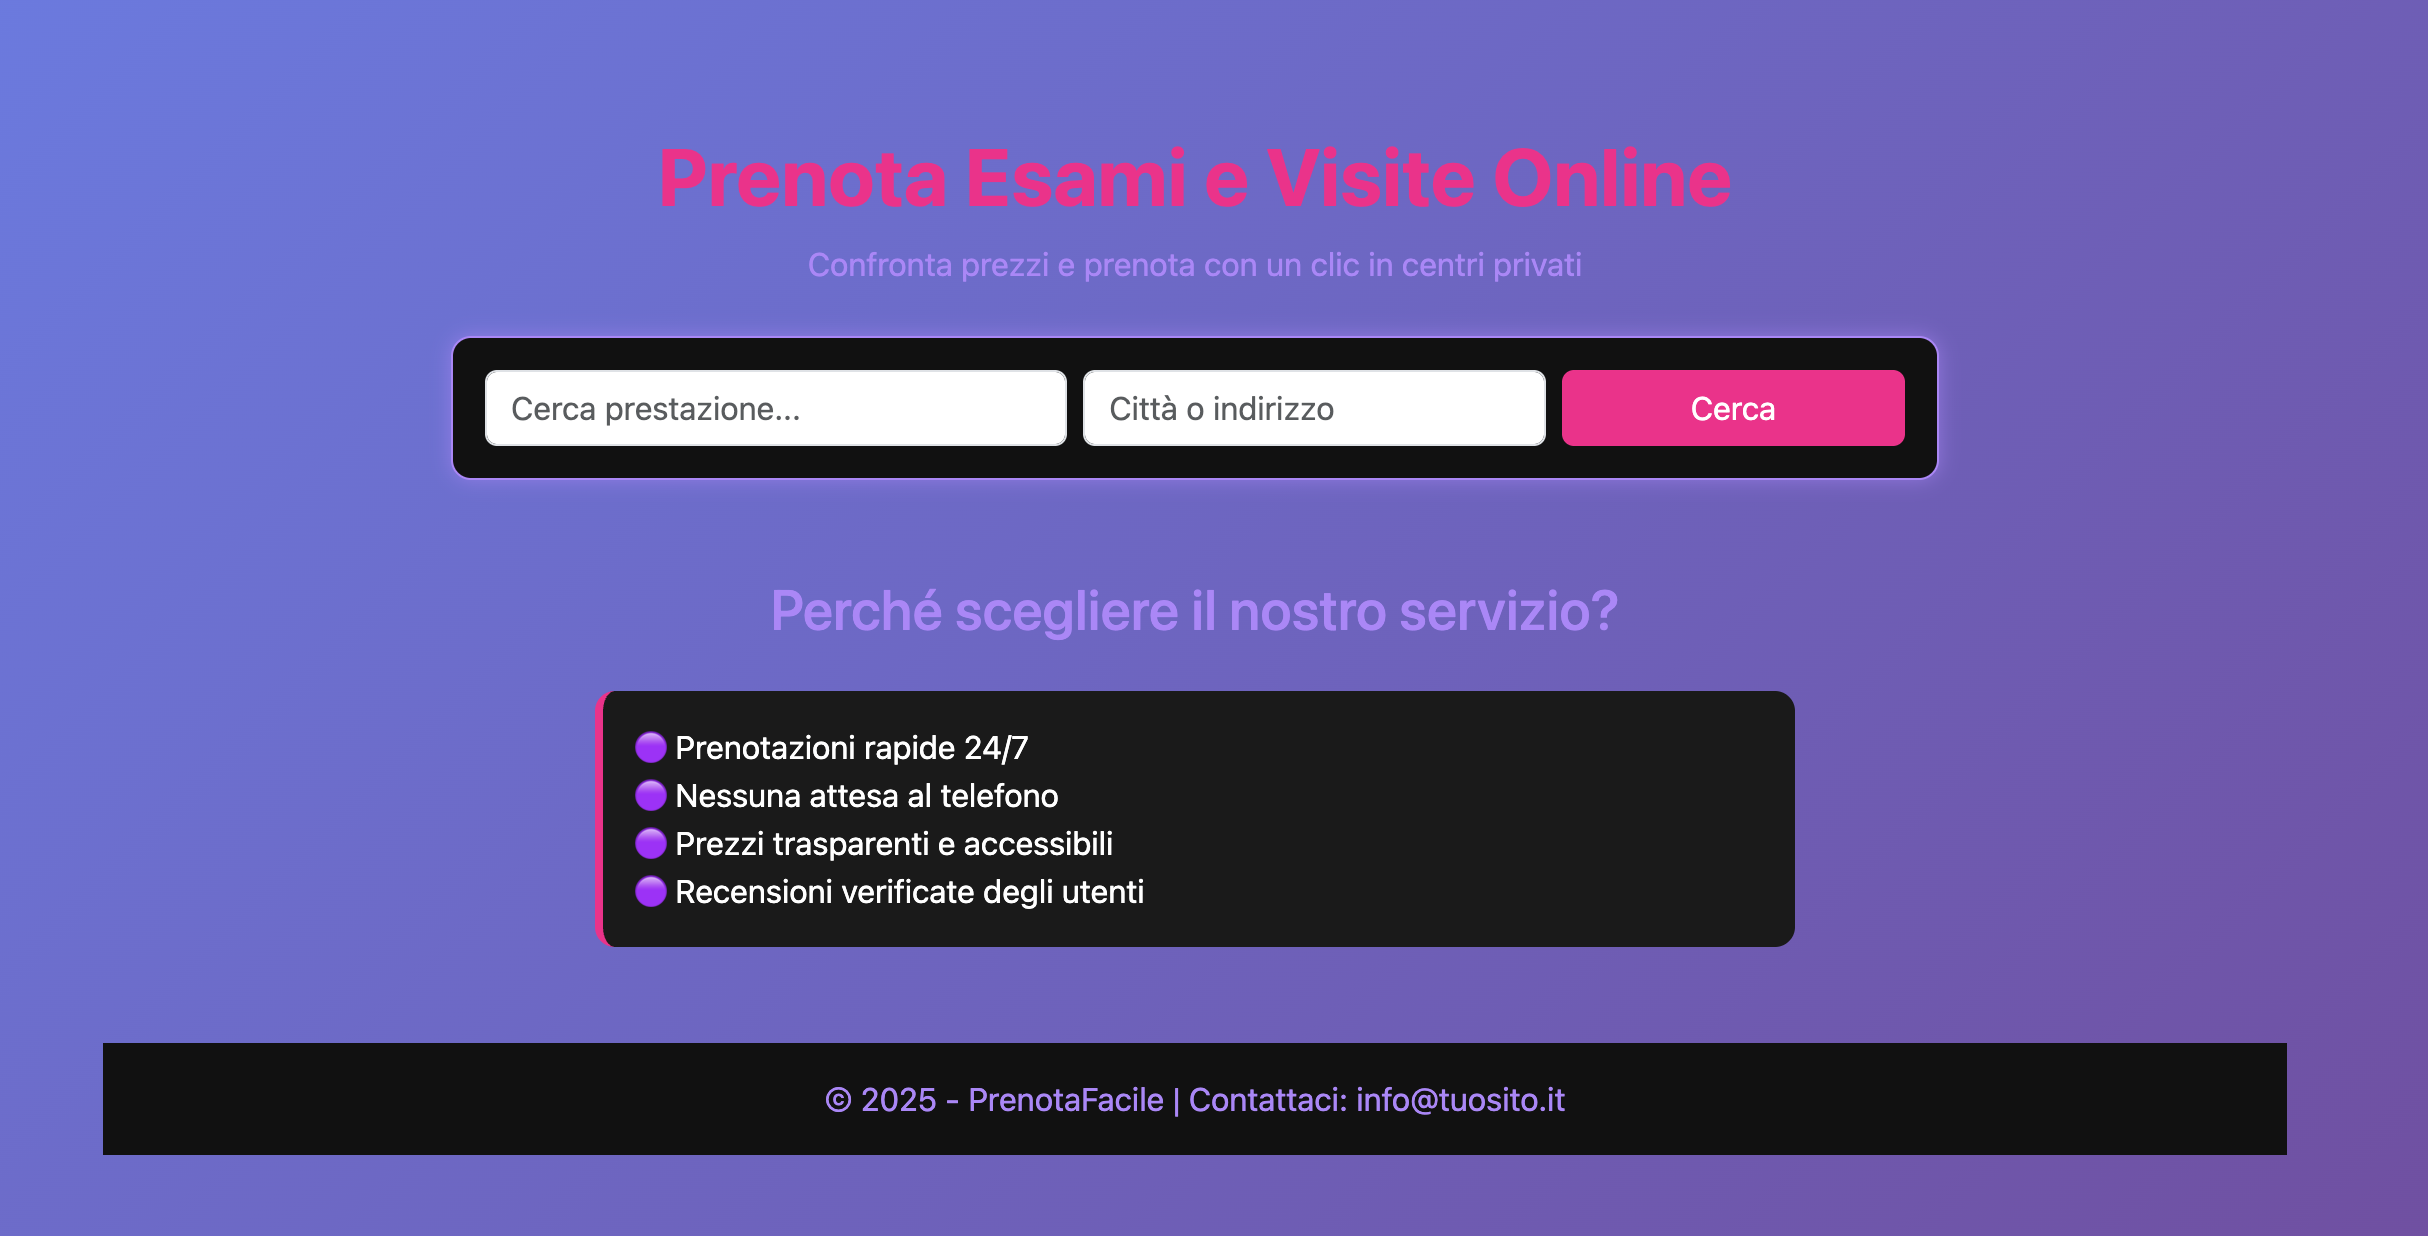 Prenota Esami e Visite Online
Confronta prezzi e prenota con un clic in centri privati
Cerca prestazione...
Città o indirizzo
Cerca
Perché scegliere il nostro servizio?
Prenotazioni rapide 24/7
Nessuna attesa al telefono
Prezzi trasparenti e accessibili
Recensioni verificate degli utenti
© 2025 - PrenotaFacile | Contattaci: info@tuosito.it